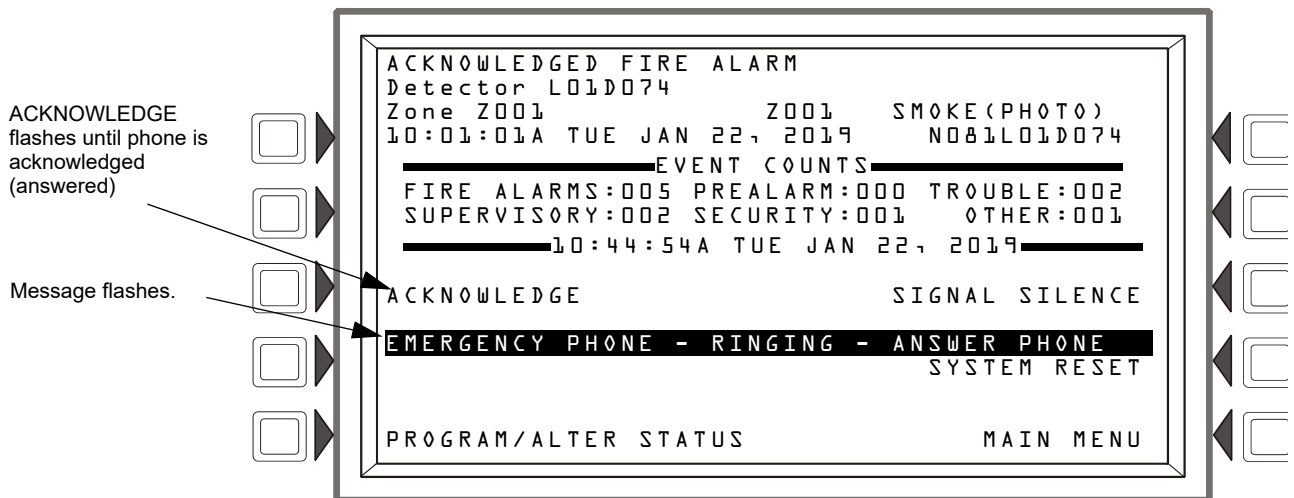 ACKNOWLEDGE
flashes until phone is
acknowledged
(answered)
Message flashes.
ACKNOWLEDGED FIRE ALARM
Detector L01D074
Zone Z001 Z001 SMOKE(PHOTO)
10:01:01A TUE JAN 22, 2019 N081L01D074
EVENT COUNTS
FIRE ALARMS:005 PREALARM:000 TROUBLE:002
SUPERVISORY:002 SECURITY:001 OTHER:001
10:44:54A TUE JAN 22, 2019
ACKNOWLEDGE SIGNAL SILENCE
EMERGENCY PHONE - RINGING - ANSWER PHONE
SYSTEM RESET
PROGRAM/ALTER STATUS MAIN MENU